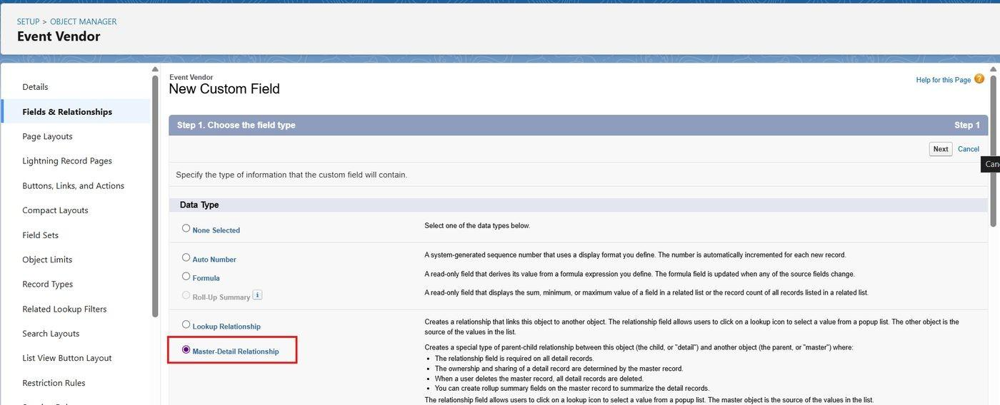 SETUP > OBJECT MANAGER
Event Vendor
Details
Fields & Relationships
Page Layouts
Lightning Record Pages
Buttons, Links, and Actions
Compact Layouts
Field Sets
Object Limits
Record Types
Related Lookup Filters
Search Layouts
List View Button Layout
Restriction Rules
Event Vendor
New Custom Field
Help for this Page ?
Step 1. Choose the field type
Step 1
Next Cancel
Can
Specify the type of information that the custom field will contain.
Data Type
None Selected
Select one of the data types below.
Auto Number
A system-generated sequence number that uses a display format you define. The number is automatically incremented for each new record.
Formula
A read-only field that derives its value from a formula expression you define. The formula field is updated when any of the source fields change.
Roll-Up Summary i
A read-only field that displays the sum, minimum, or maximum value of a field in a related list or the record count of all records listed in a related list.
Lookup Relationship
Creates a relationship that links this object to another object. The relationship field allows users to click on a lookup icon to select a value from a popup list. The other object is the
source of the values in the list.
Master-Detail Relationship
Creates a special type of parent-child relationship between this object (the child, or "detail") and another object (the parent, or "master") where:
• The relationship field is required on all detail records.
• The ownership and sharing of a detail record are determined by the master record.
• When a user deletes the master record, all detail records are deleted.
• You can create rollup summary fields on the master record to summarize the detail records.
The relationship field allows users to click on a lookup icon to select a value from a popup list. The master object is the source of the values in the list.